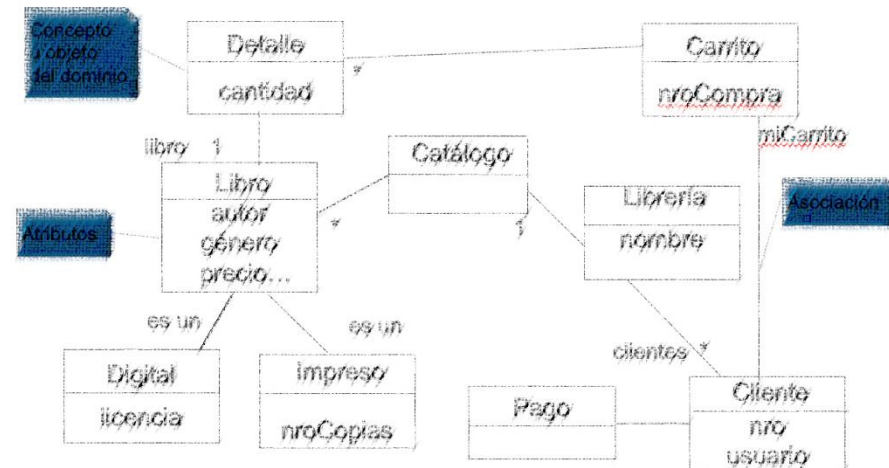 Concepto
u objeto
del dominio
Detalle
cantidad
*
Carrito
nroCompra
miCarrito
libro 1
Libro
autor
género
precio...
Atributos
Catálogo
*
1
Librería
nombre
Asociación
es un
es un
clientes *
Digital
licencia
Impreso
nroCopias
Pago
Cliente
nro
usuario